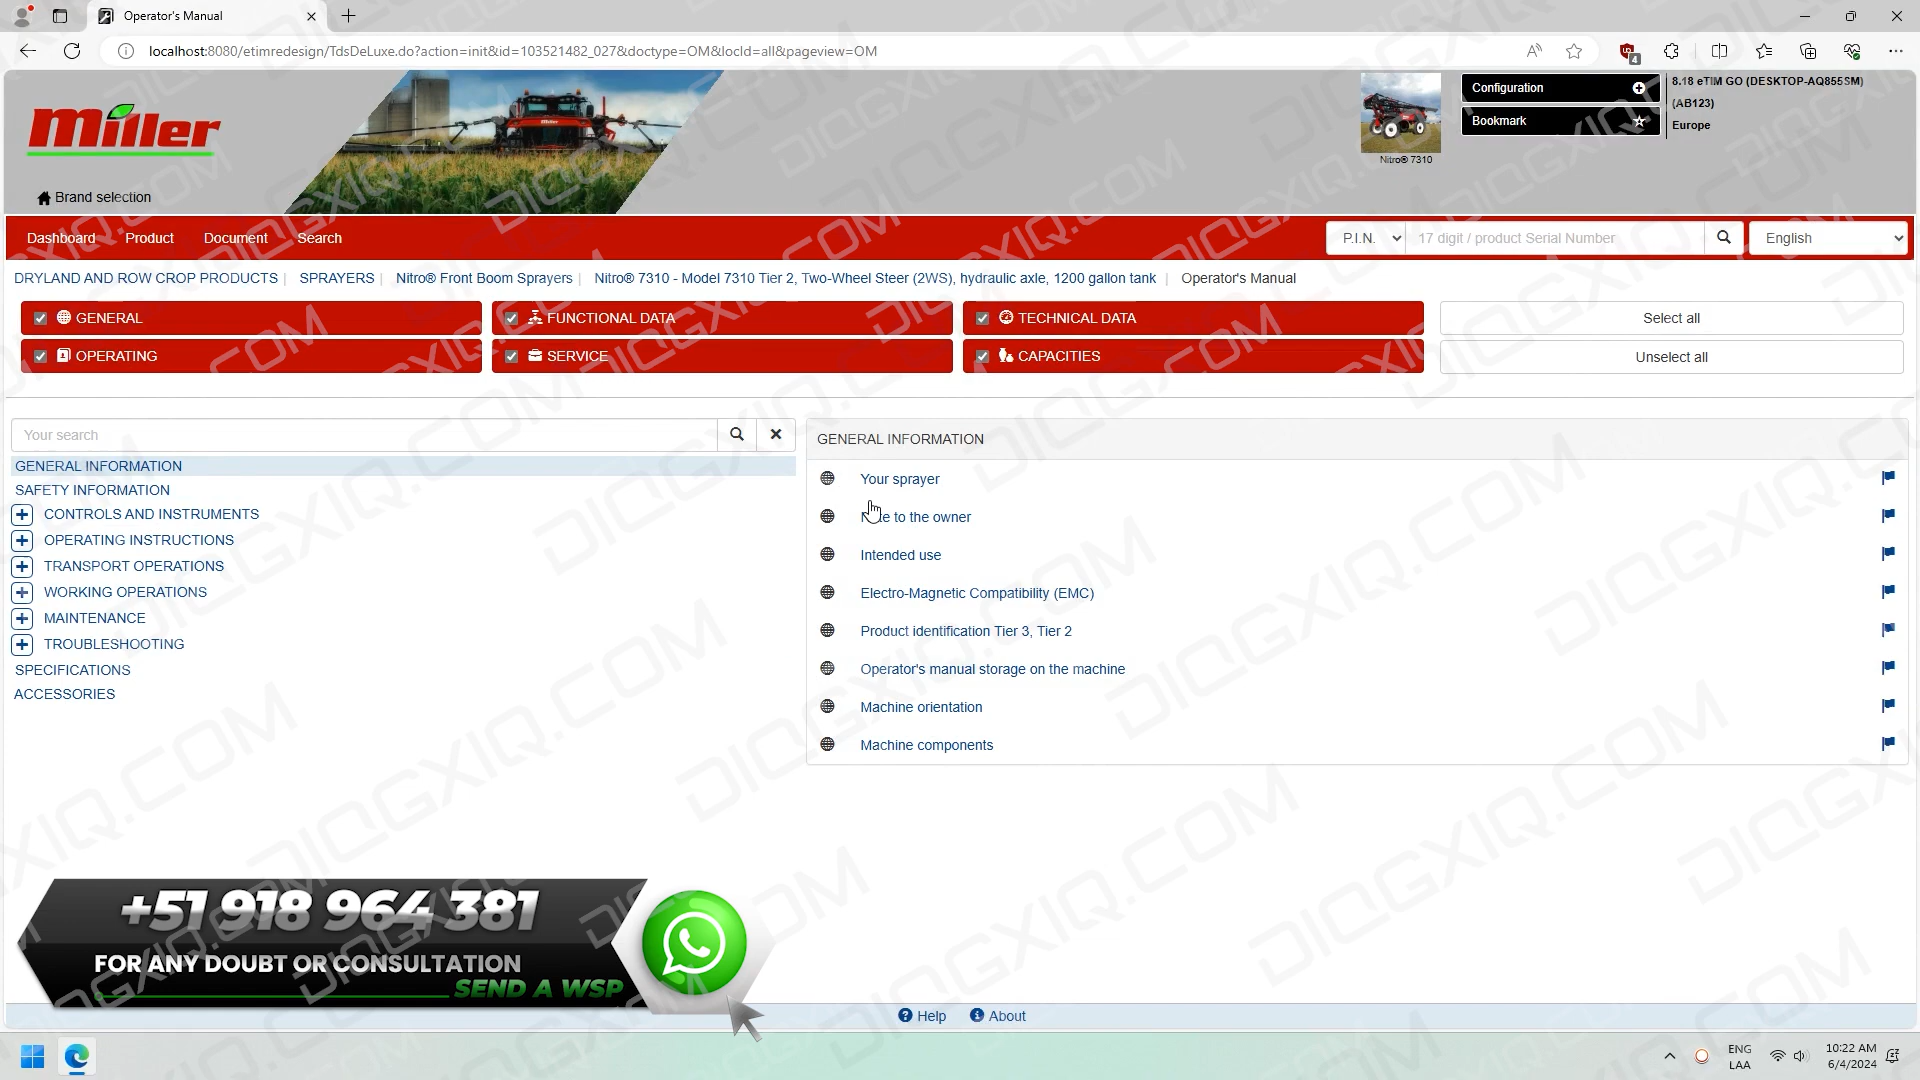 Operator's Manual
localhost:8080/etimredesign/TdsDeLuxe.do?action=init&id=103521482_027&doctype=OM&locId=all&pageview=OM
4
miller
Brand selection
Nitro® 7310
Configuration
Bookmark
8.18 eTIM GO (DESKTOP-AQ855SM)
(AB123)
Europe
Dashboard Product Document Search
P.I.N. 17 digit / product Serial Number English
DRYLAND AND ROW CROP PRODUCTS | SPRAYERS | Nitro® Front Boom Sprayers | Nitro® 7310 - Model 7310 Tier 2, Two-Wheel Steer (2WS), hydraulic axle, 1200 gallon tank | Operator's Manual
GENERAL FUNCTIONAL DATA TECHNICAL DATA Select all
OPERATING SERVICE CAPACITIES Unselect all
Your search
GENERAL INFORMATION
SAFETY INFORMATION
CONTROLS AND INSTRUMENTS
OPERATING INSTRUCTIONS
TRANSPORT OPERATIONS
WORKING OPERATIONS
MAINTENANCE
TROUBLESHOOTING
SPECIFICATIONS
ACCESSORIES
GENERAL INFORMATION
Your sprayer
to the owner
Intended use
Electro-Magnetic Compatibility (EMC)
Product identification Tier 3, Tier 2
Operator's manual storage on the machine
Machine orientation
Machine components
+51 918 964 381
FOR ANY DOUBT OR CONSULTATION
SEND A WSP
Help About
ENG
LAA
10:22 AM
6/4/2024
DIQGXIQ.COM